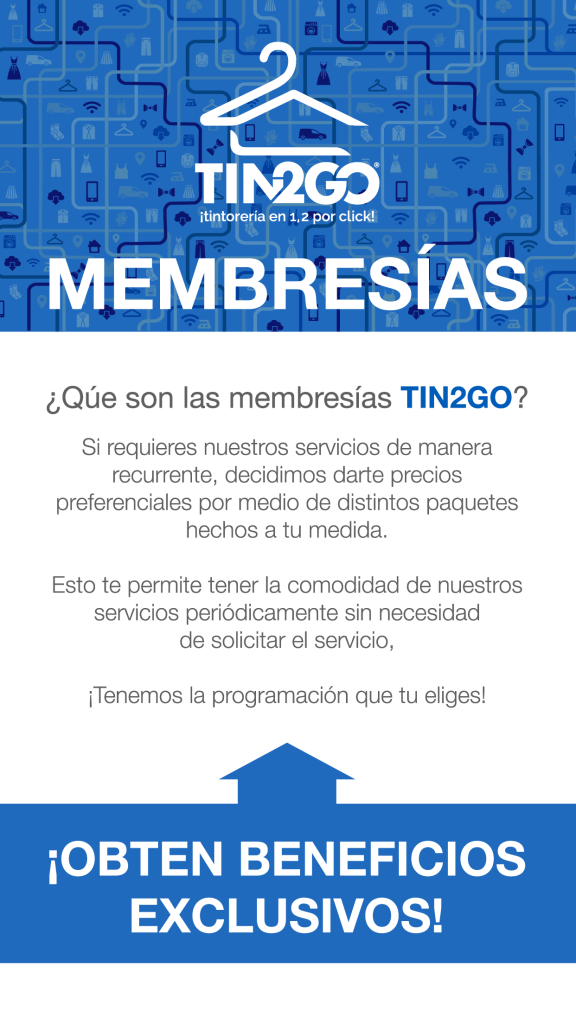 TIN2GO®
¡tintorería en 1, 2 por click!
MEMBRESÍAS
¿Qúe son las membresías TIN2GO?
Si requieres nuestros servicios de manera
recurrente, decidimos darte precios
preferenciales por medio de distintos paquetes
hechos a tu medida.
Esto te permite tener la comodidad de nuestros
servicios periódicamente sin necesidad
de solicitar el servicio,
¡Tenemos la programación que tu eliges!
¡OBTEN BENEFICIOS
EXCLUSIVOS!